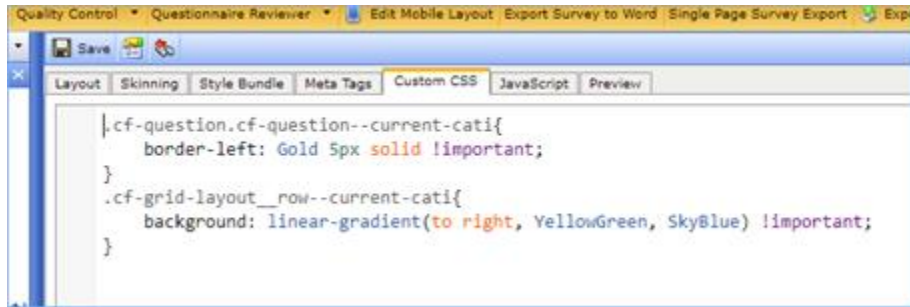 Quality Control Questionnaire Reviewer Edit Mobile Layout Export Survey to Word Single Page Survey Export
Save
Layout Skinning Style Bundle Meta Tags Custom CSS JavaScript Preview
.cf-question.cf-question--current-cati{
border-left: Gold 5px solid !important;
}
.cf-grid-layout__row--current-cati{
background: linear-gradient(to right, YellowGreen, SkyBlue) !important;
}